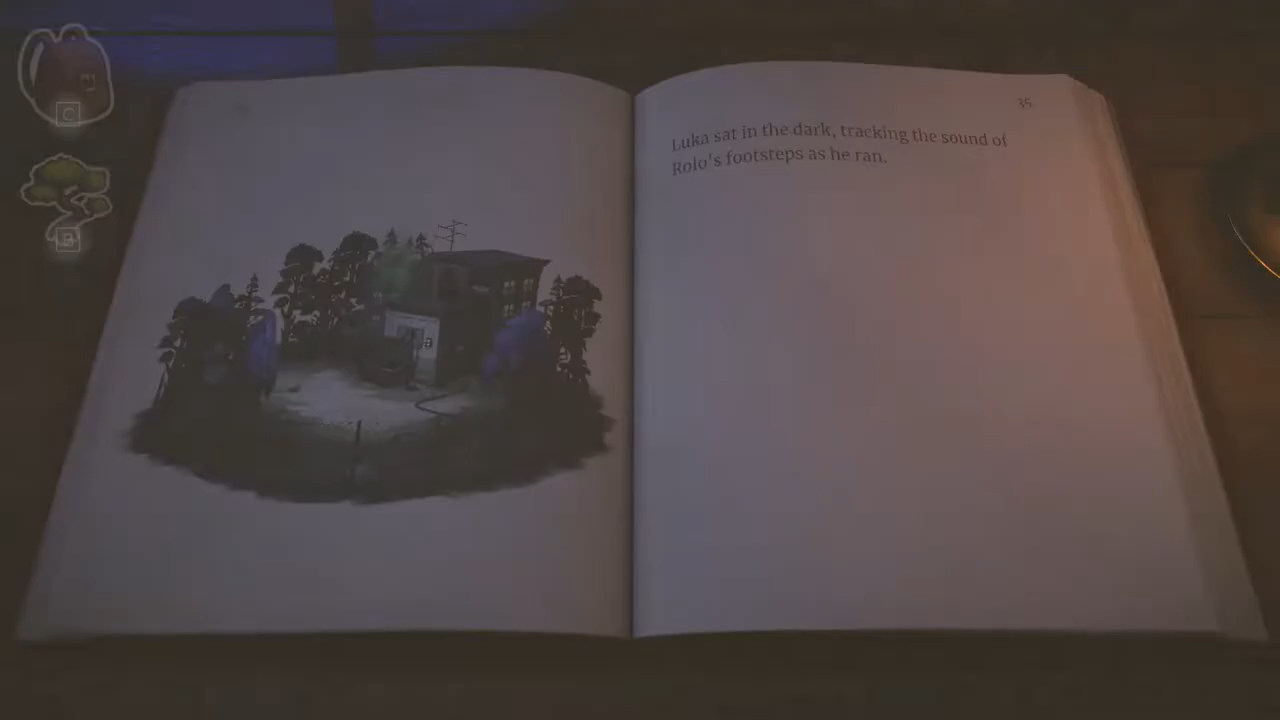 C
B
35
Luka sat in the dark, tracking the sound of
Rolo's footsteps as he ran.